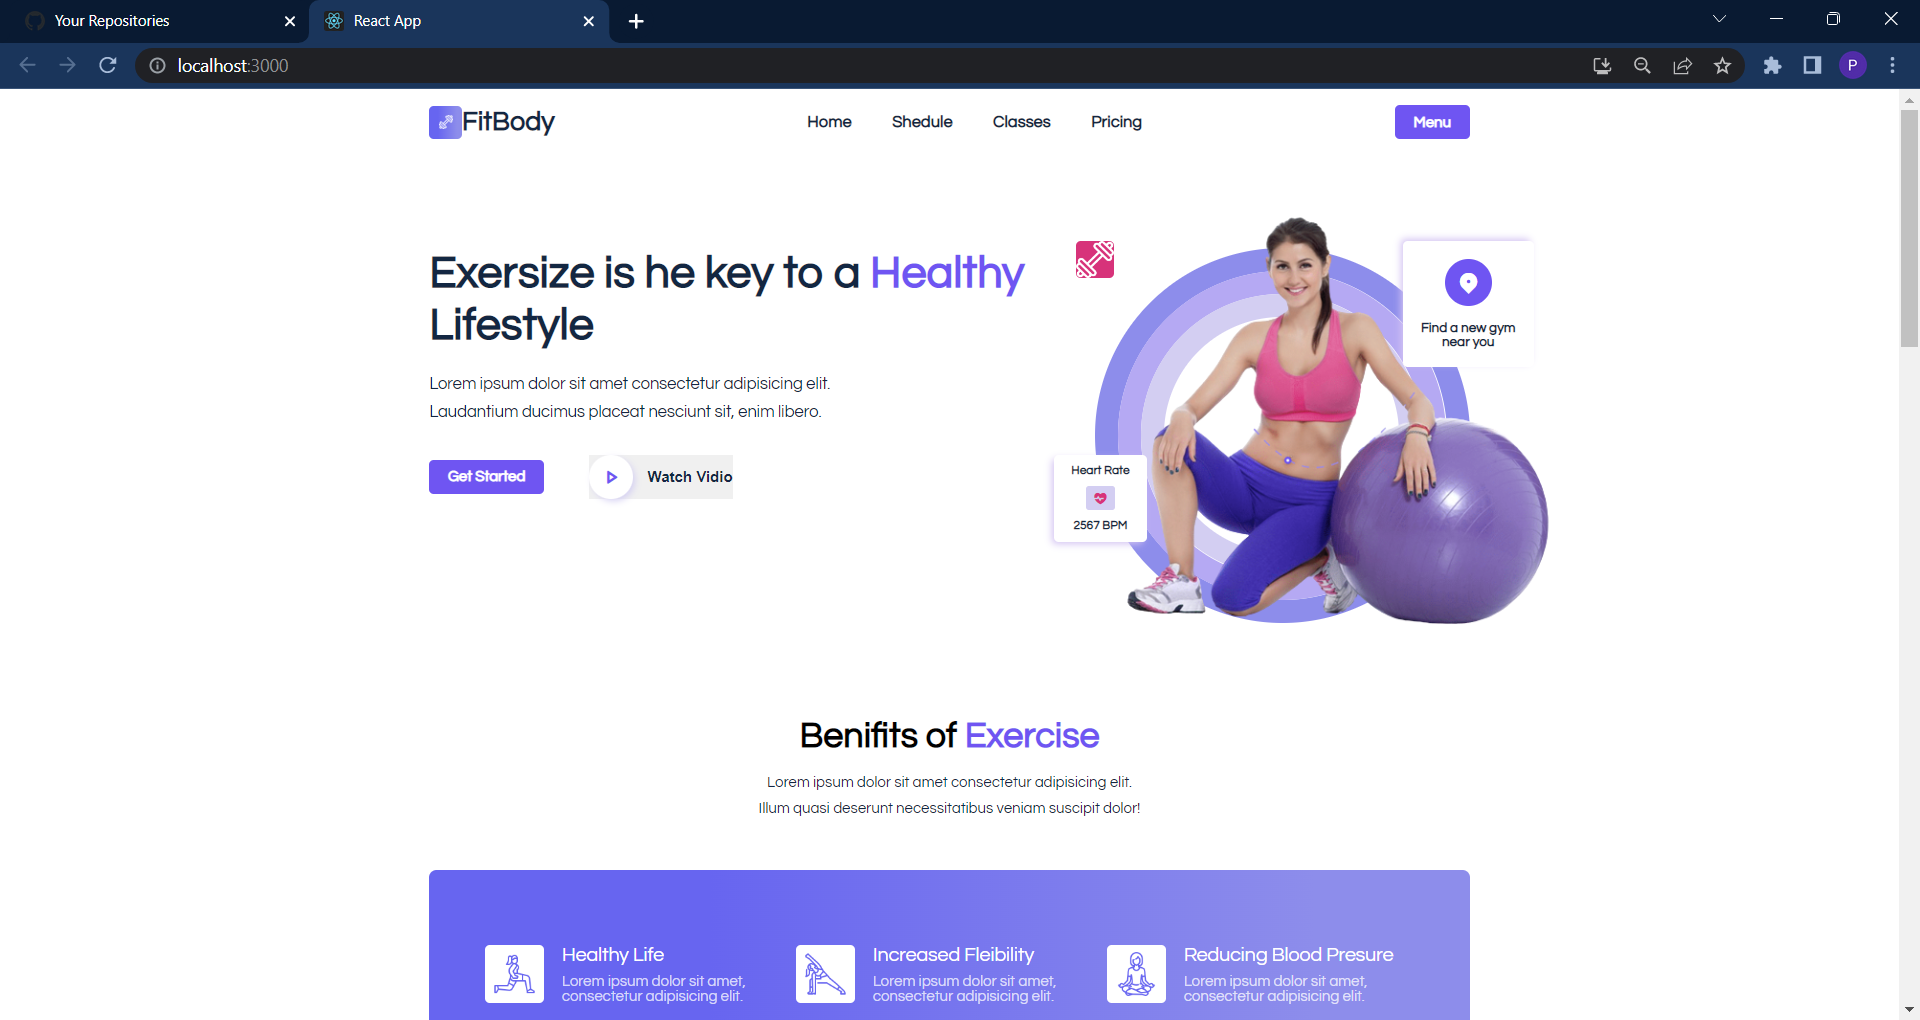 Your Repositories
React App
localhost:3000
P
FitBody
Home
Shedule
Classes
Pricing
Menu
Exersize is he key to a Healthy
Lifestyle
Lorem ipsum dolor sit amet consectetur adipisicing elit.
Laudantium ducimus placeat nesciunt sit, enim libero.
Get Started
Watch Vidio
Find a new gym
near you
Heart Rate
2567 BPM
Benifits of Exercise
Lorem ipsum dolor sit amet consectetur adipisicing elit.
Illum quasi deserunt necessitatibus veniam suscipit dolor!
Healthy Life
Lorem ipsum dolor sit amet,
consectetur adipisicing elit.
Increased Fleibility
Lorem ipsum dolor sit amet,
consectetur adipisicing elit.
Reducing Blood Presure
Lorem ipsum dolor sit amet,
consectetur adipisicing elit.